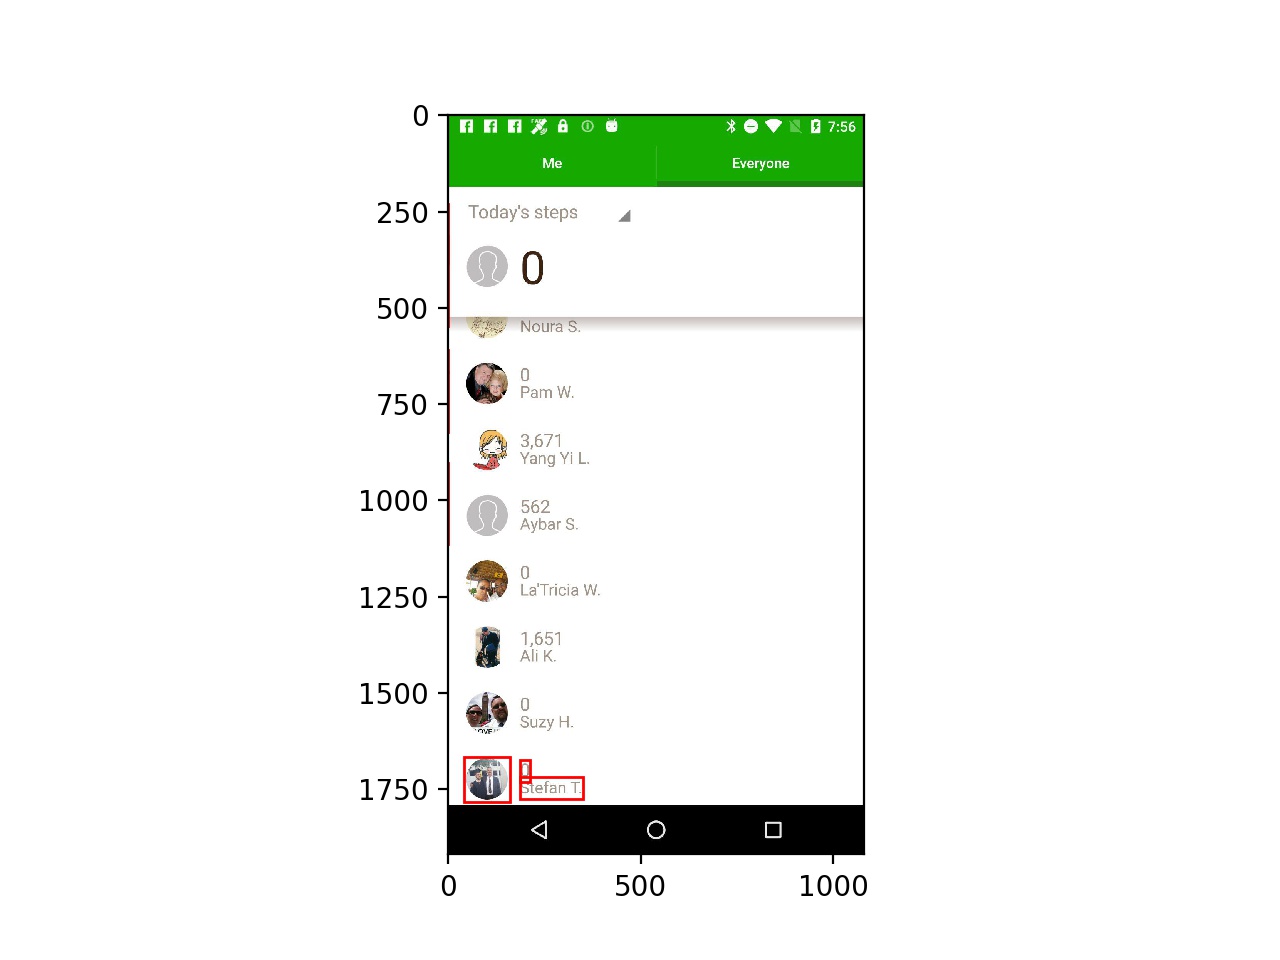 0
7:56
Me
Everyone
250
Today's steps
0
500
Noura S.
0
Pam W.
750
3,671
Yang Yi L.
1000
562
Aybar S.
0
1250
La'Tricia W.
1,651
Ali K.
1500
0
Suzy H.
0
1750
Stefan T.
0
500
1000